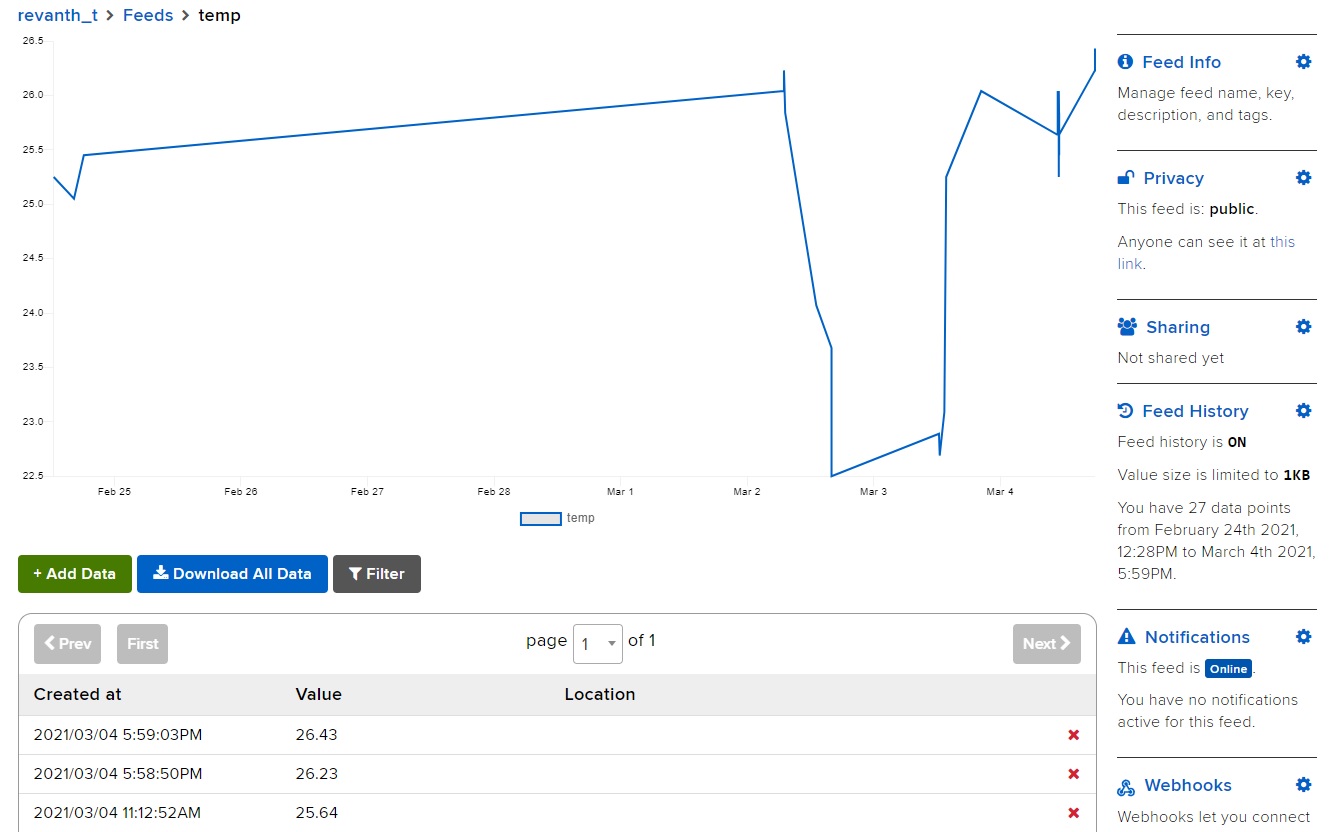 revanth_t > Feeds > temp
26.5
26.0
25.5
25.0
24.5
24.0
23.5
23.0
22.5
Feb 25 Feb 26 Feb 27 Feb 28 Mar 1 Mar 2 Mar 3 Mar 4
temp
+ Add Data Download All Data Filter
Prev First page 1 of 1 Next
Created at Value Location
2021/03/04 5:59:03PM 26.43
2021/03/04 5:58:50PM 26.23
2021/03/04 11:12:52AM 25.64
Feed Info
Manage feed name, key,
description, and tags.
Privacy
This feed is: public.
Anyone can see it at this
link.
Sharing
Not shared yet
Feed History
Feed history is ON
Value size is limited to 1KB
You have 27 data points
from February 24th 2021,
12:28PM to March 4th 2021,
5:59PM.
Notifications
This feed is Online.
You have no notifications
active for this feed.
Webhooks
Webhooks let you connect